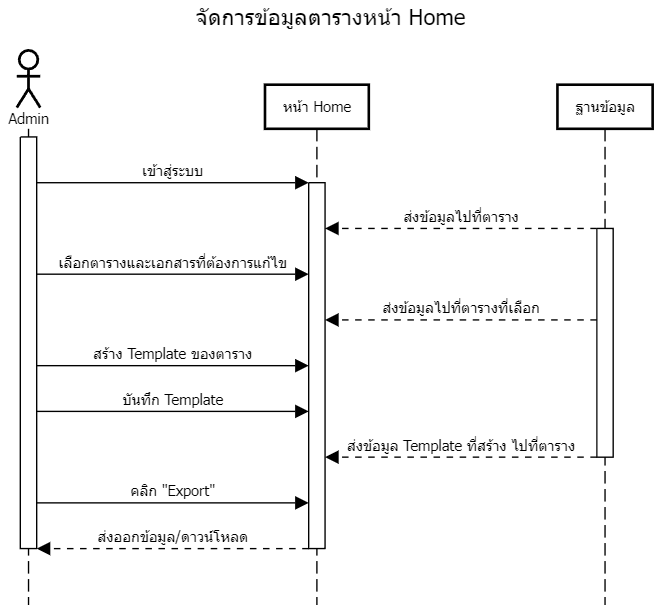 จัดการข้อมูลตารางหน้า Home
Admin
หน้า Home
ฐานข้อมูล
เข้าสู่ระบบ
ส่งข้อมูลไปที่ตาราง
เลือกตารางและเอกสารที่ต้องการแก้ไข
ส่งข้อมูลไปที่ตารางที่เลือก
สร้าง Template ของตาราง
บันทึก Template
ส่งข้อมูล Template ที่สร้าง ไปที่ตาราง
คลิก "Export"
ส่งออกข้อมูล/ดาวน์โหลด